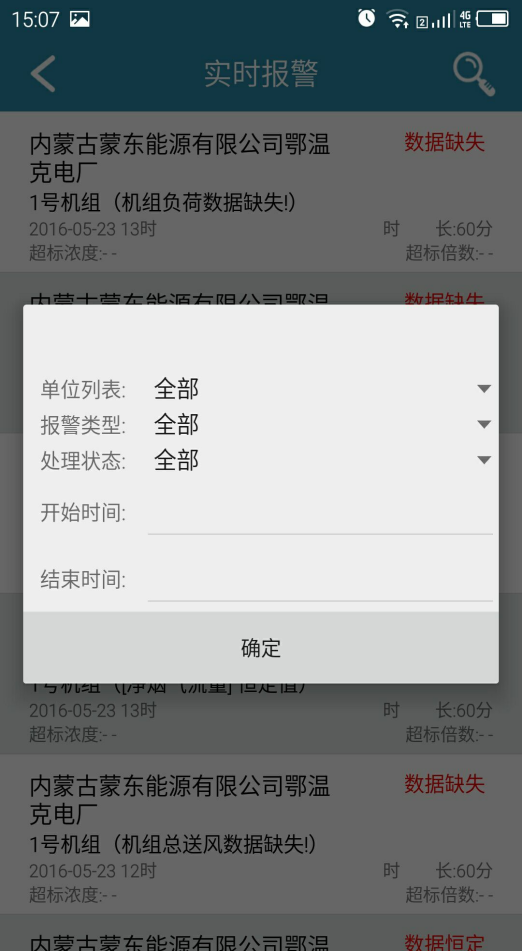 15:07
2
4G
LTE
实时报警
内蒙古蒙东能源有限公司鄂温
数据缺失
克电厂
1号机组（机组负荷数据缺失!）
2016-05-23 13时
时 长:60分
超标浓度:- -
超标倍数:- -
内蒙古蒙东能源有限公司鄂温
数据缺失
单位列表: 全部
报警类型: 全部
处理状态: 全部
开始时间:
结束时间:
确定
1号机组（[净烟气流量] 恒定值）
2016-05-23 13时
时 长:60分
超标浓度:- -
超标倍数:- -
内蒙古蒙东能源有限公司鄂温
数据缺失
克电厂
1号机组（机组总送风数据缺失!）
2016-05-23 12时
时 长:60分
超标浓度:- -
超标倍数:- -
内蒙古蒙东能源有限公司鄂温
数据恒定